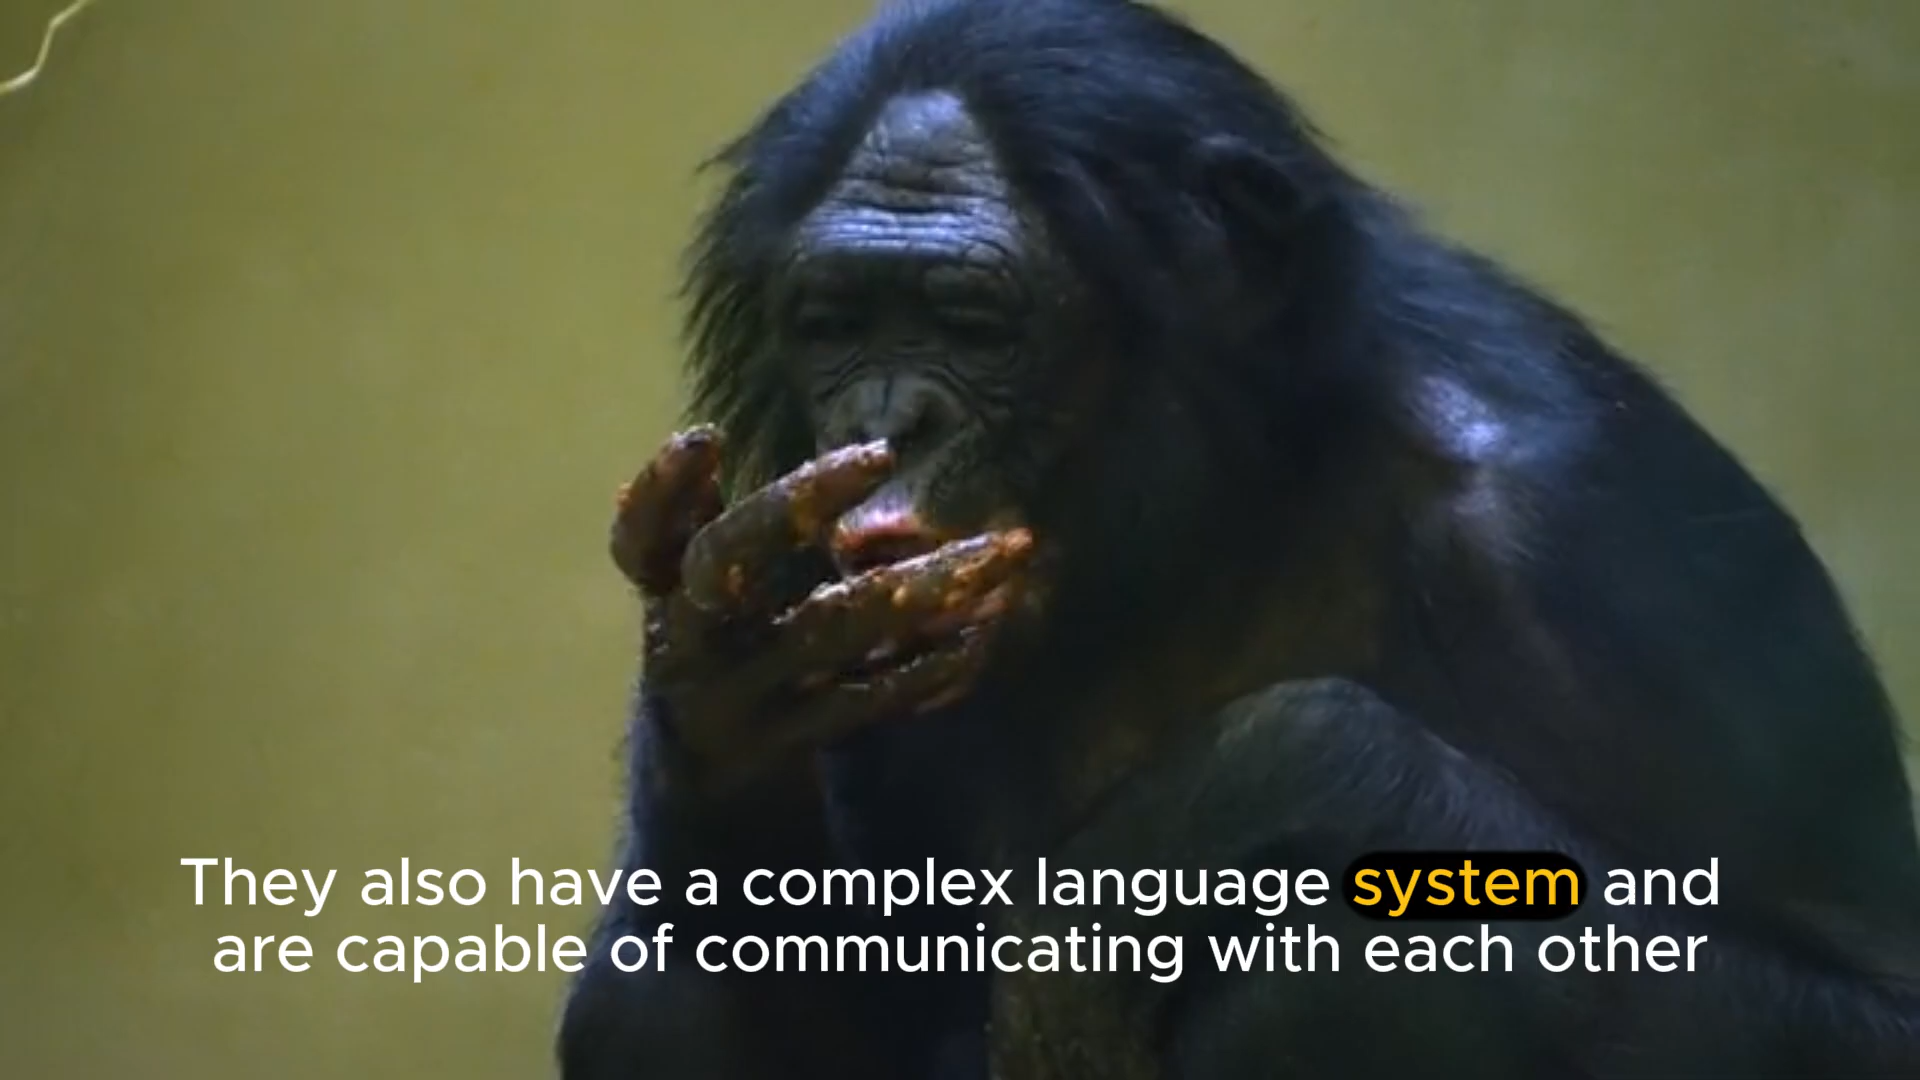 They also have a complex language system and
are capable of communicating with each other